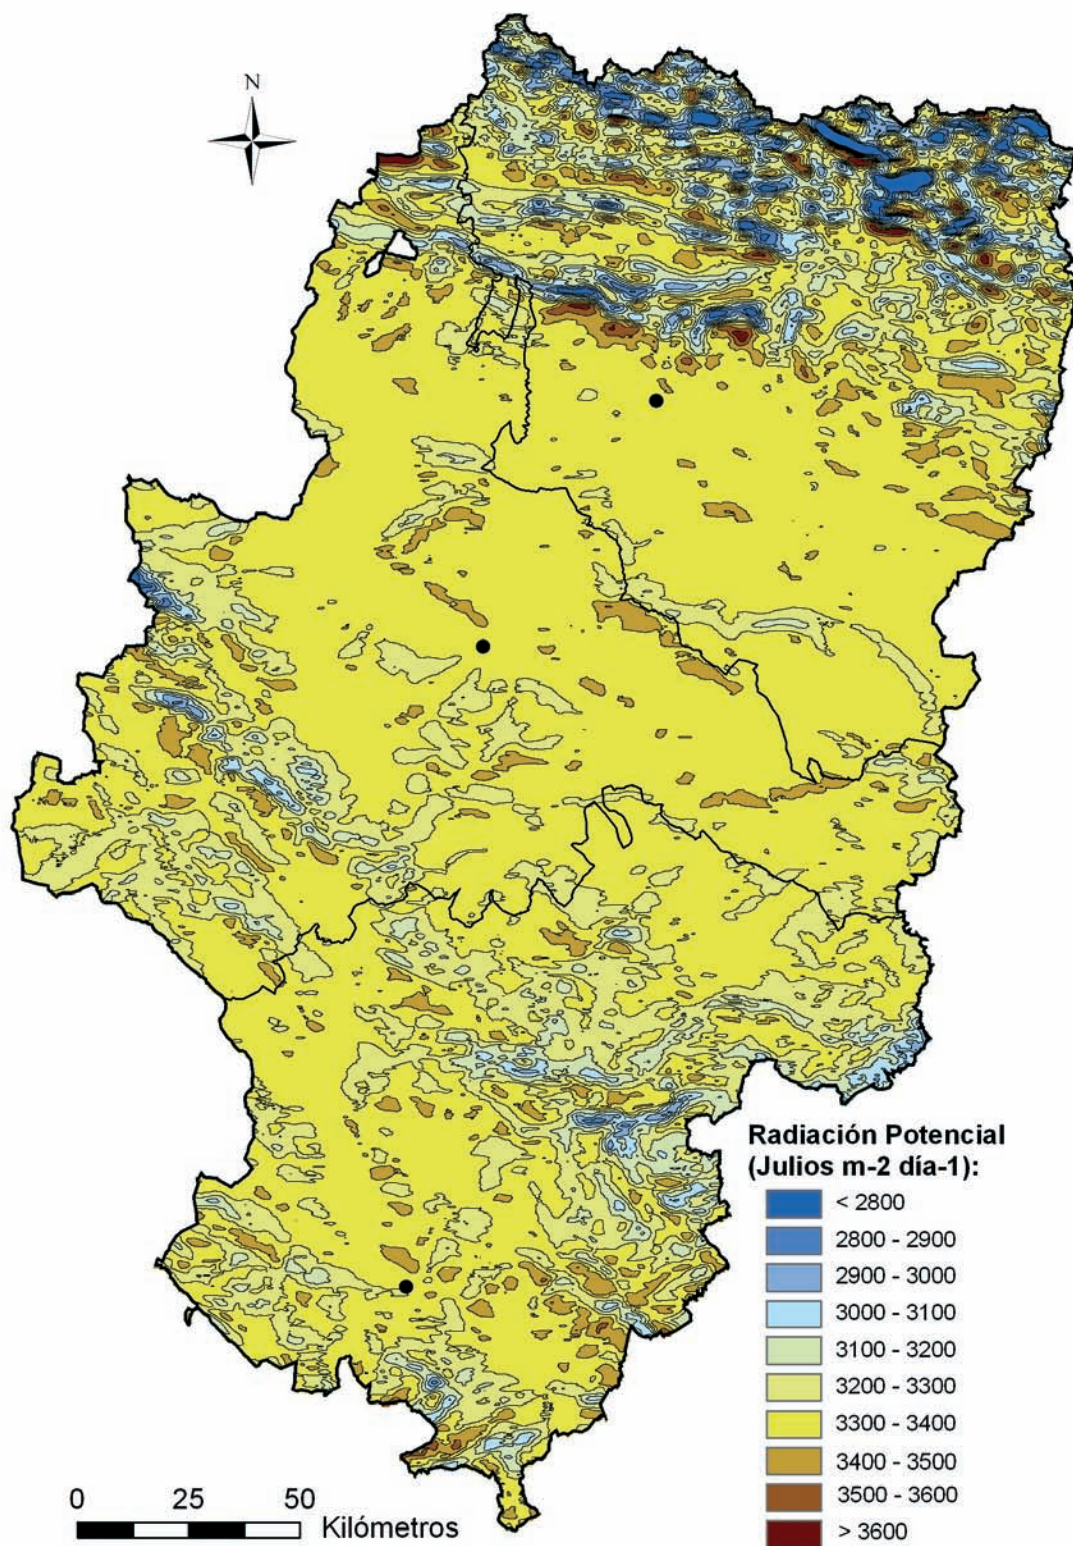 N
Radiación Potencial
(Julios m-2 día-1):
< 2800
2800 - 2900
2900 - 3000
3000 - 3100
3100 - 3200
3200 - 3300
3300 - 3400
3400 - 3500
3500 - 3600
> 3600
0 25 50
Kilómetros